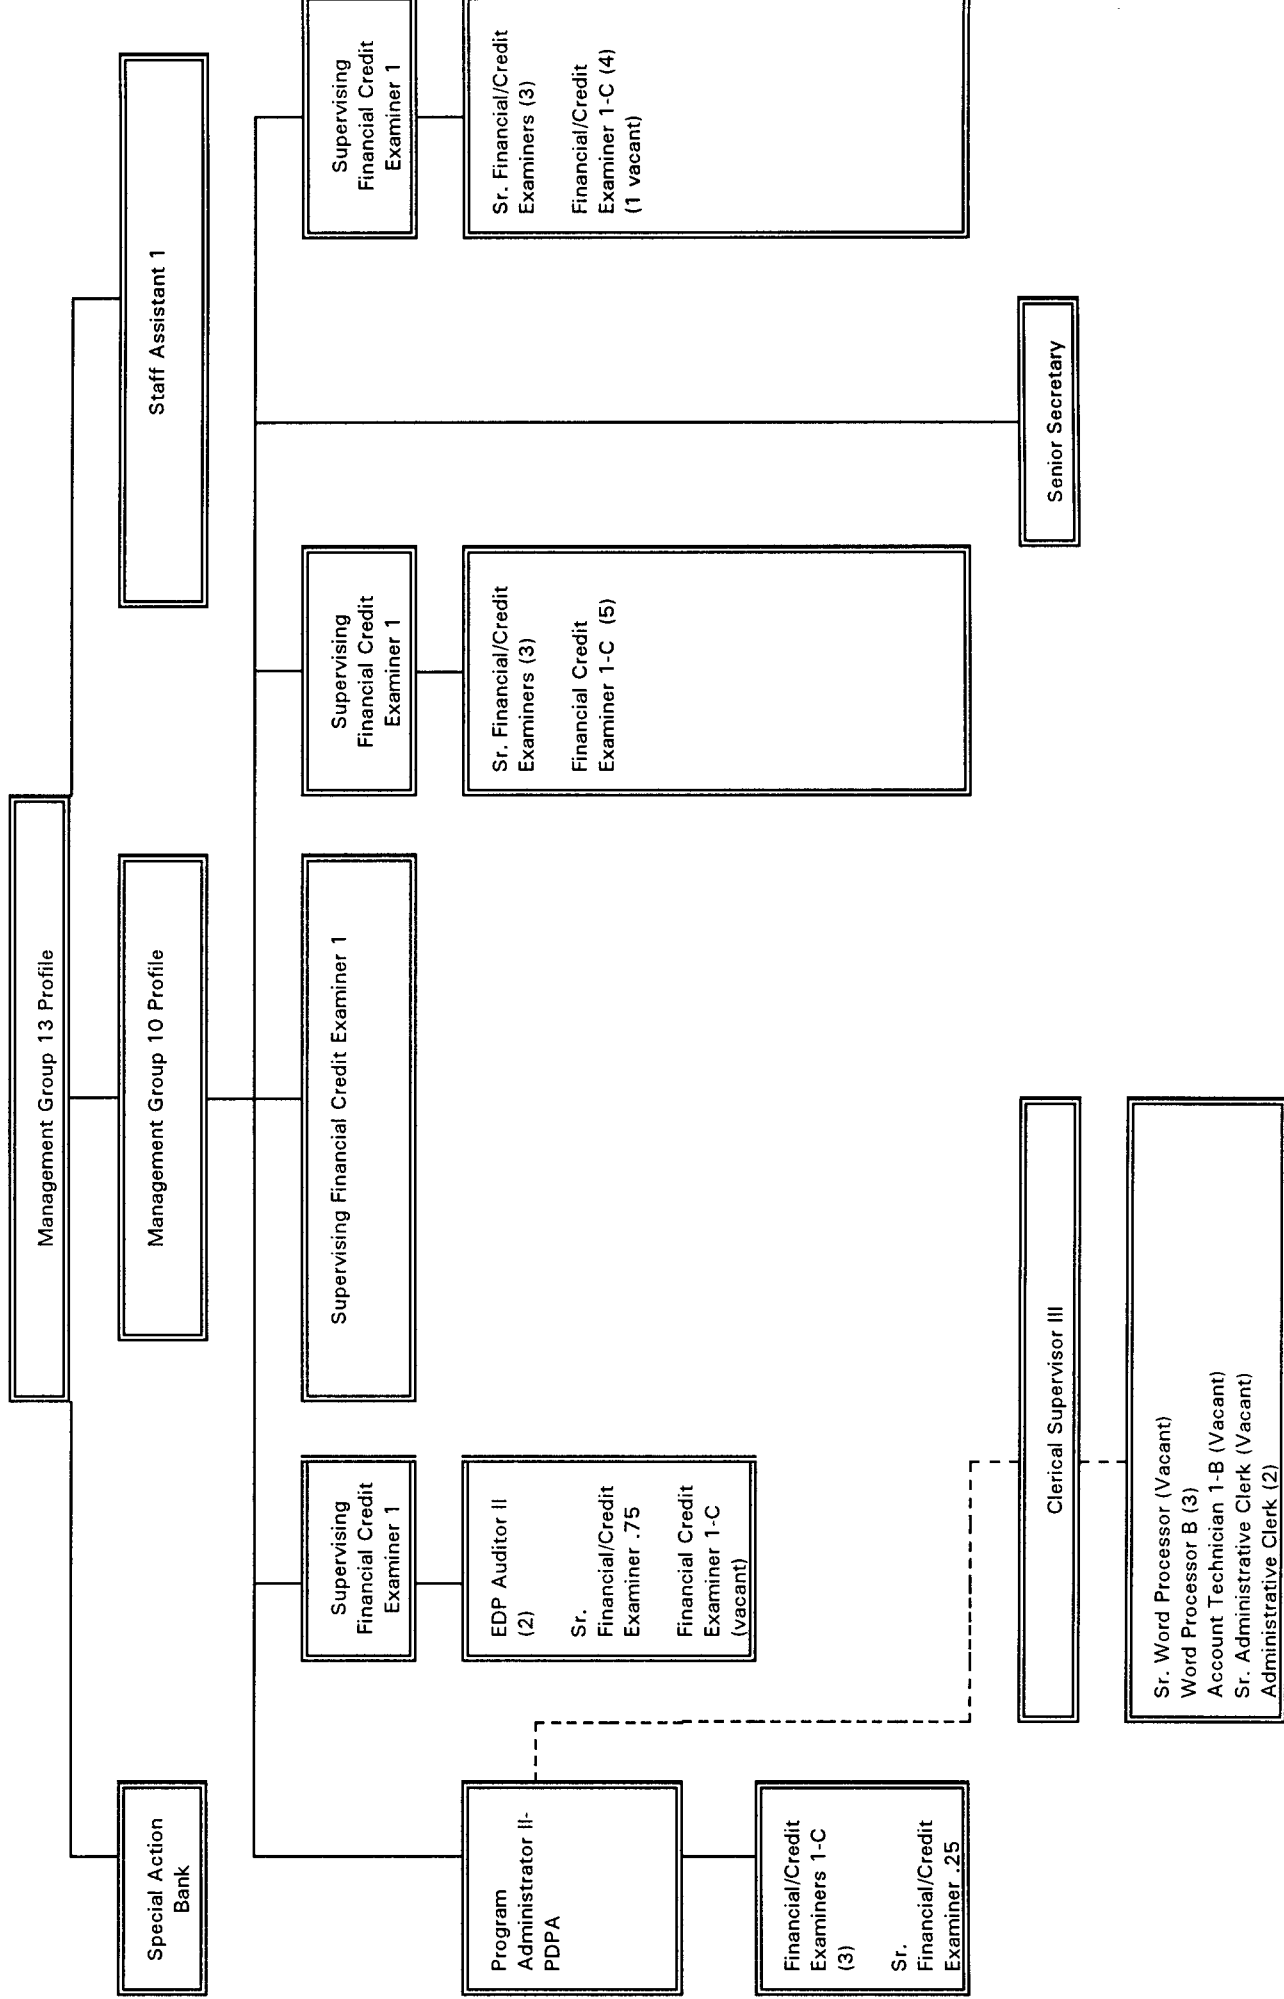 Management Group 13 Profile
Special Action
Bank
Management Group 10 Profile
Staff Assistant 1
Supervising
Financial Credit
Examiner 1
Supervising Financial Credit Examiner 1
Supervising
Financial Credit
Examiner 1
Supervising
Financial Credit
Examiner 1
Program
Administrator II-
PDPA
EDP Auditor II
(2)
Sr.
Financial/Credit
Examiner .75
Financial Credit
Examiner 1-C
(vacant)
Sr. Financial/Credit
Examiners (3)
Financial Credit
Examiner 1-C (5)
Sr. Financial/Credit
Examiners (3)
Financial/Credit
Examiner 1-C (4)
(1 vacant)
Financial/Credit
Examiners 1-C
(3)
Sr.
Financial/Credit
Examiner .25
Clerical Supervisor III
Senior Secretary
Sr. Word Processor (Vacant)
Word Processor B (3)
Account Technician 1-B (Vacant)
Sr. Administrative Clerk (Vacant)
Administrative Clerk (2)